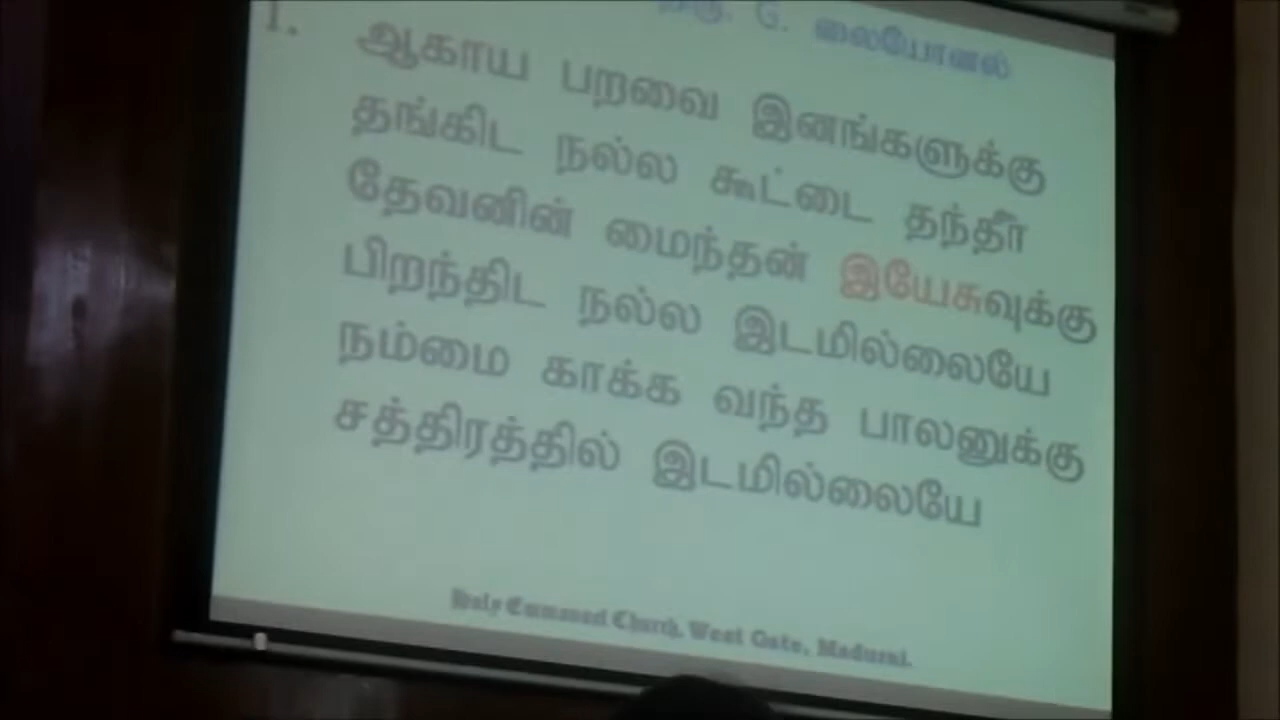 திரு. G. லையோனல்
1. ஆகாய பறவை இனங்களுக்கு
தங்கிட நல்ல கூட்டை தந்தீர்
தேவனின் மைந்தன் இயேசுவுக்கு
பிறந்திட நல்ல இடமில்லையே
நம்மை காக்க வந்த பாலனுக்கு
சத்திரத்தில் இடமில்லையே
Holy Emmanuel Church, West Gate, Madurai.